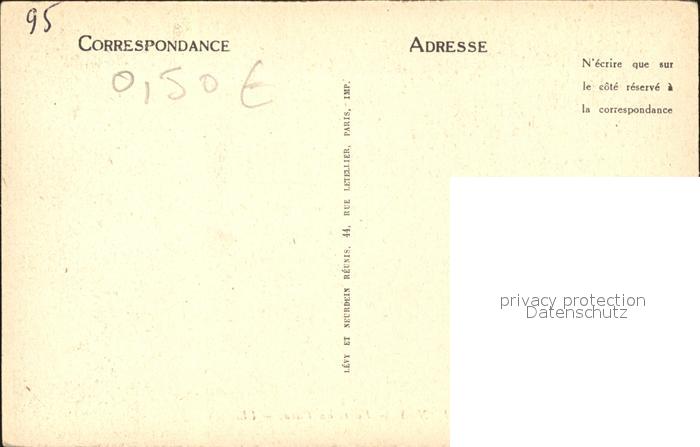 95
CORRESPONDANCE
ADRESSE
0,50 €
N'écrire que sur
le côté réservé à
la correspondance
LÉVY ET NEURDEIN RÉUNIS, 44, RUE LETELLIER, PARIS, IMP.
privacy protection
Datenschutz